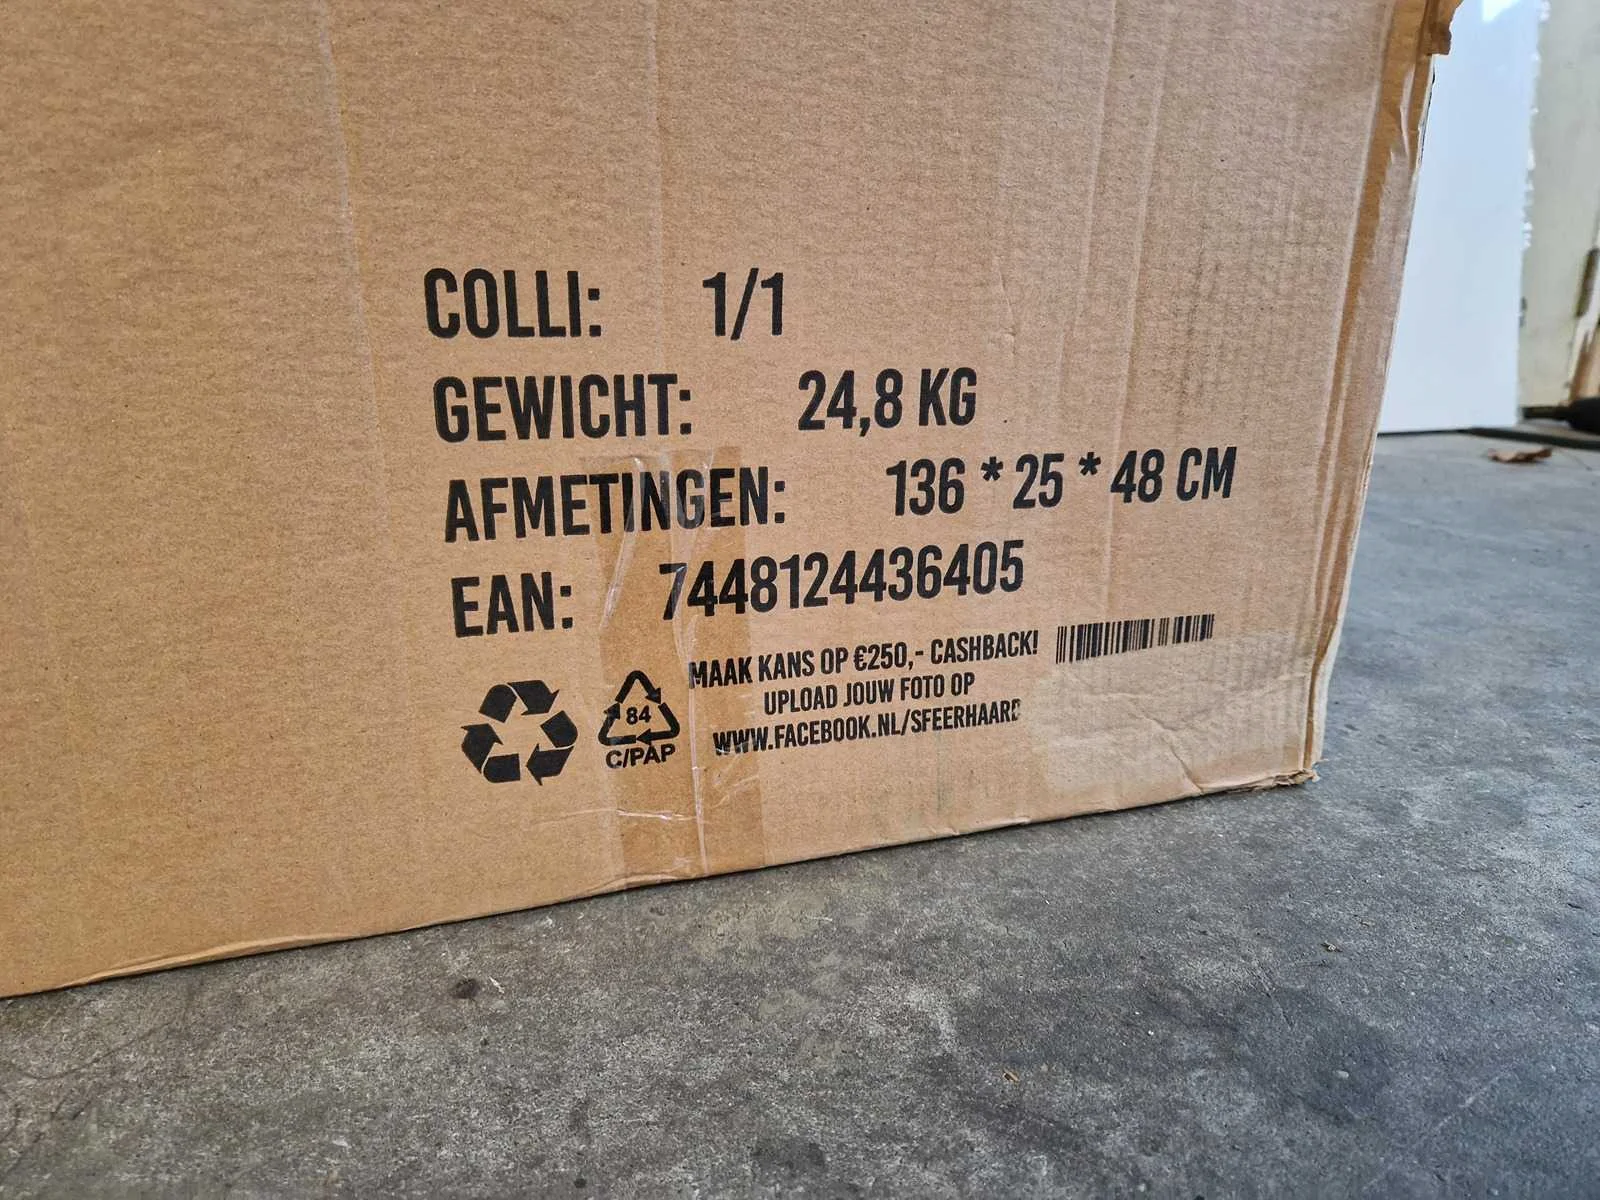 COLLI: 1/1
GEWICHT: 24,8 KG
AFMETINGEN: 136 * 25 * 48 CM
EAN: 7448124436405
MAAK KANS OP €250,- CASHBACK!
UPLOAD JOUW FOTO OP
WWW.FACEBOOK.NL/SFEERHAARD
84
C/PAP